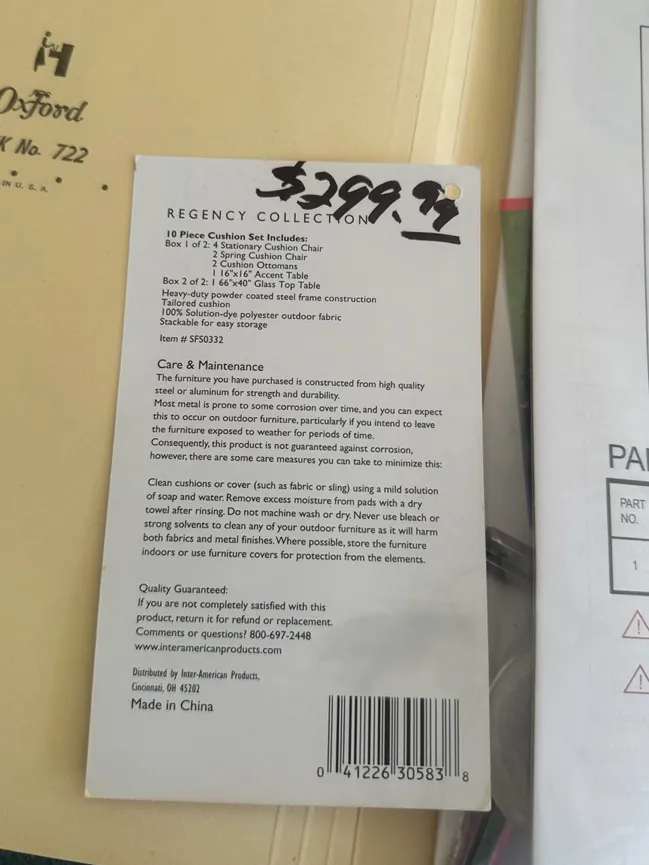 Oxford
K No. 722
IN U. S. A.
$299.99
REGENCY COLLECTION
10 Piece Cushion Set Includes:
Box 1 of 2: 4 Stationary Cushion Chair
2 Spring Cushion Chair
2 Cushion Ottomans
1 16"x16" Accent Table
Box 2 of 2: 1 66"x40" Glass Top Table
Heavy-duty powder coated steel frame construction
Tailored cushion
100% Solution-dye polyester outdoor fabric
Stackable for easy storage
Item # SFS0332
Care & Maintenance
The furniture you have purchased is constructed from high quality
steel or aluminum for strength and durability.
Most metal is prone to some corrosion over time, and you can expect
this to occur on outdoor furniture, particularly if you intend to leave
the furniture exposed to weather for periods of time.
Consequently, this product is not guaranteed against corrosion,
however, there are some care measures you can take to minimize this:
Clean cushions or cover (such as fabric or sling) using a mild solution
of soap and water. Remove excess moisture from pads with a dry
towel after rinsing. Do not machine wash or dry. Never use bleach or
strong solvents to clean any of your outdoor furniture as it will harm
both fabrics and metal finishes. Where possible, store the furniture
indoors or use furniture covers for protection from the elements.
Quality Guaranteed:
If you are not completely satisfied with this
product, return it for refund or replacement.
Comments or questions? 800-697-2448
www.interamericanproducts.com
Distributed by Inter-American Products,
Cincinnati, OH 45202
Made in China
0 41226 30583 8
PA
PART
NO.
1